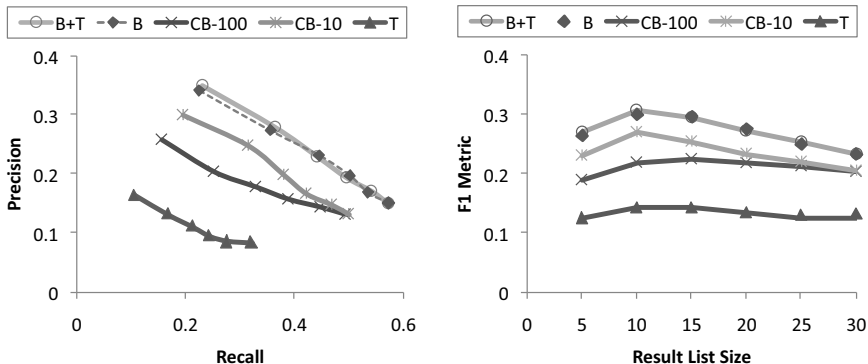 B+T B CB-100 CB-10 T
0.4
0.3
0.2
0.1
0
Precision
0 0.2 0.4 0.6
Recall
B+T B CB-100 CB-10 T
0.4
0.3
0.2
0.1
0
F1 Metric
0 5 10 15 20 25 30
Result List Size